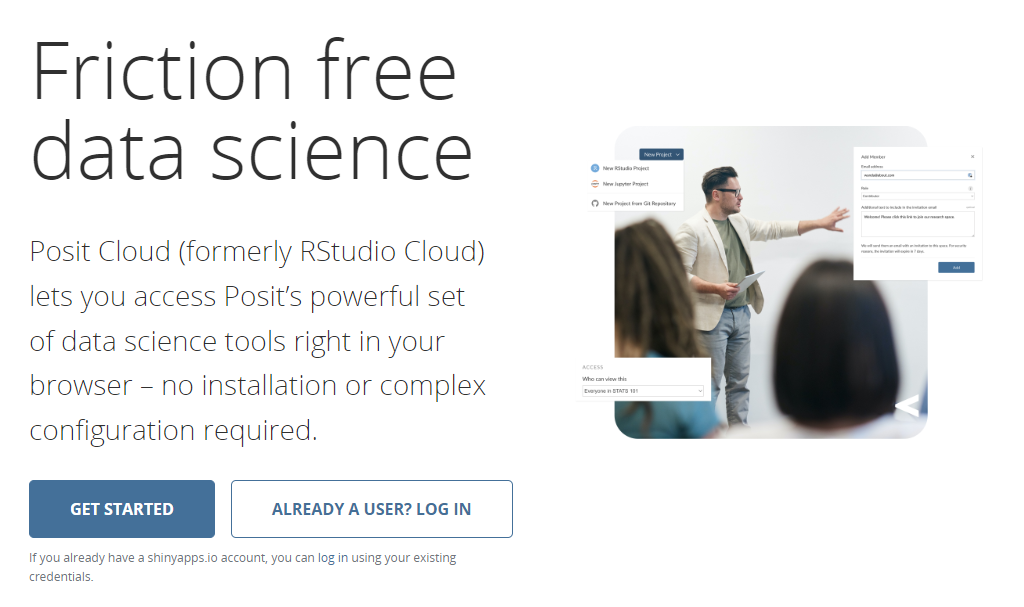 Friction free
data science
Posit Cloud (formerly RStudio Cloud)
lets you access Posit’s powerful set
of data science tools right in your
browser – no installation or complex
configuration required.
GET STARTED
ALREADY A USER? LOG IN
If you already have a shinyapps.io account, you can log in using your existing
credentials.
New Project
New RStudio Project
New Jupyter Project
New Project from Git Repository
Add Member
Email address
Role
Additional text to include in the invitation email
Welcome! Please click this link to join our research space.
Add
ACCESS
Who can view this
Everyone in STATS 101